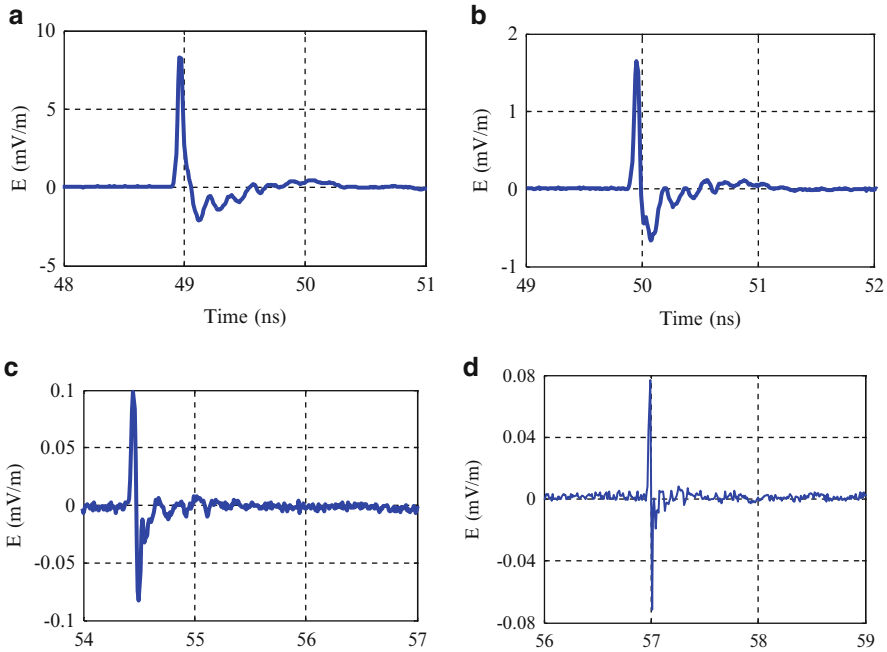 a
10
5
0
-5
E (mV/m)
48 49 50 51
Time (ns)
b
2
1
0
-1
E (mV/m)
49 50 51 52
Time (ns)
c
0.1
0.05
0
-0.05
-0.1
E (mV/m)
54 55 56 57
d
0.08
0.04
0
-0.04
-0.08
E (mV/m)
56 57 58 59